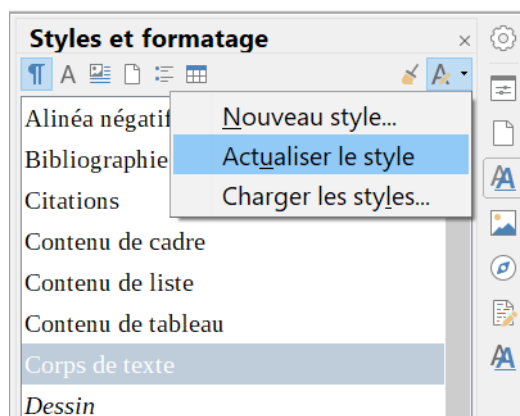 Styles et formatage
Nouveau style...
Alinéa négatif
Actualiser le style
Bibliographie
Charger les styles...
Citations
Contenu de cadre
Contenu de liste
Contenu de tableau
Corps de texte
Dessin